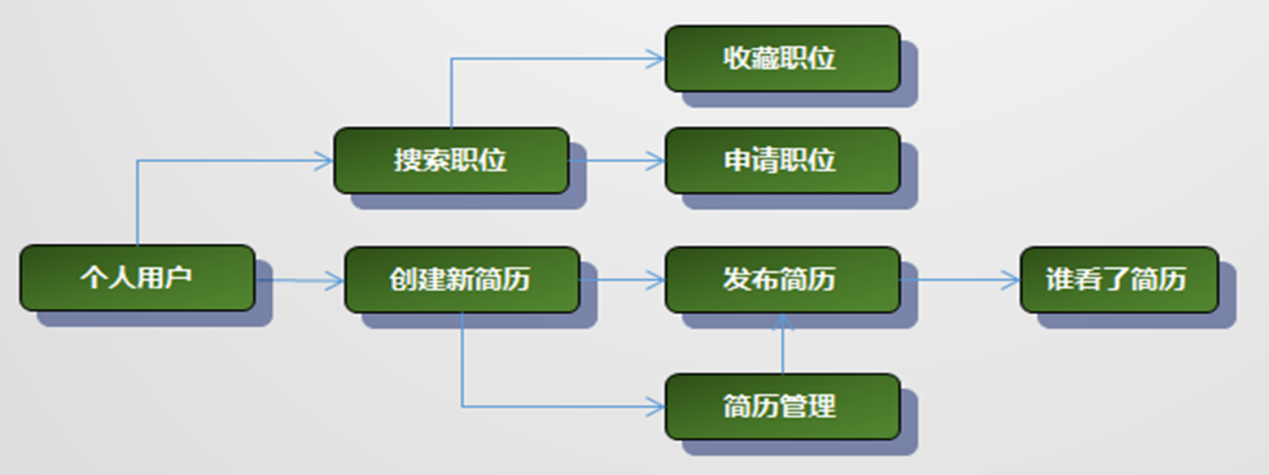 收藏职位
搜索职位
申请职位
个人用户
创建新简历
发布简历
谁看了简历
简历管理